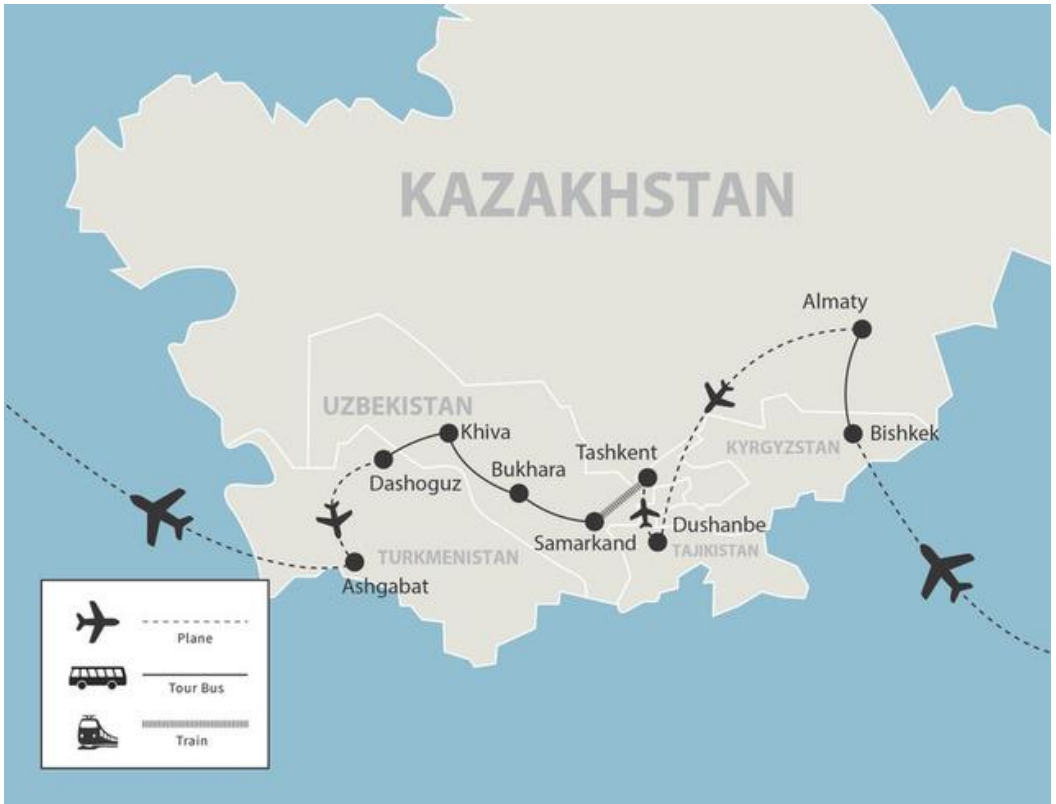 KAZAKHSTAN
Almaty
UZBEKISTAN
Khiva
KYRGYZSTAN
Bishkek
Tashkent
Bukhara
Dashoguz
Dushanbe
Samarkand
TAJIKISTAN
TURKMENISTAN
Ashgabat
Plane
Tour Bus
Train